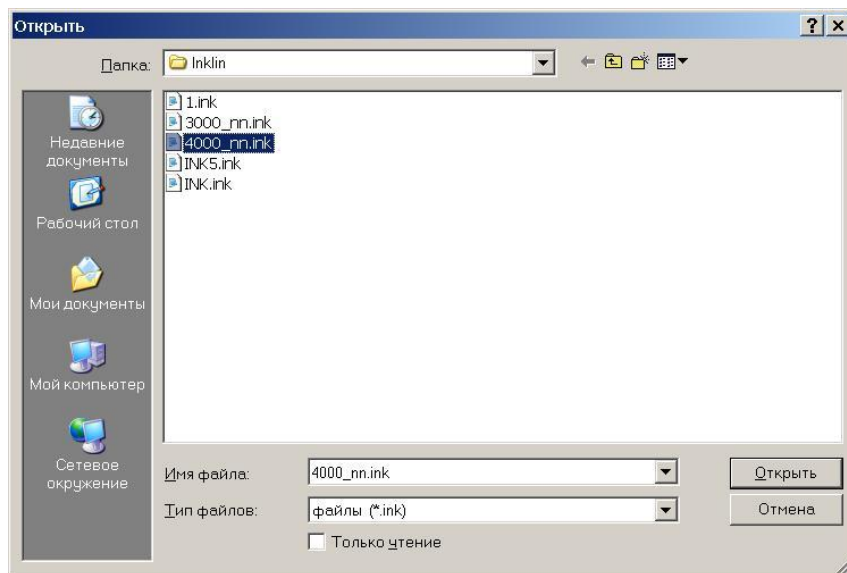 Открыть
Папка: Inklin
1.ink
3000_nn.ink
4000_nn.ink
INK5.ink
INK.ink
Недавние
документы
Рабочий стол
Мои документы
Мой компьютер
Сетевое
окружение
Имя файла: 4000_nn.ink Открыть
Тип файлов: файлы (*.ink) Отмена
Только чтение